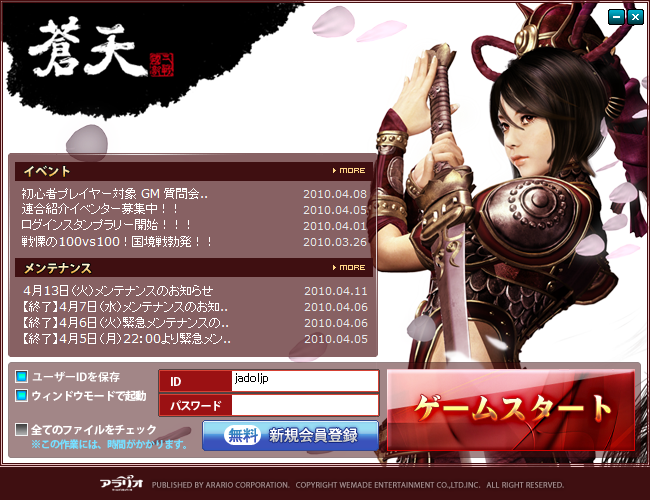 蒼天
イベント
MORE
初心者プレイヤー対象 GM 質問会.. 2010.04.08
連合紹介イベンター募集中！！ 2010.04.05
ログインスタンプラリー開始！！！ 2010.04.01
戦慄の100vs100！国境戦勃発！！ 2010.03.26
メンテナンス
MORE
4月13日（火）メンテナンスのお知らせ 2010.04.11
【終了】4月7日（水）メンテナンスのお知.. 2010.04.06
【終了】4月6日（火）緊急メンテナンスの.. 2010.04.06
【終了】4月5日（月）22:00より緊急メン.. 2010.04.05
ユーザーIDを保存
ウィンドウモードで起動
ID
jadoljp
パスワード
ゲームスタート
全てのファイルをチェック
※この作業には、時間がかかります。
無料 新規会員登録
アラリオ
PUBLISHED BY ARARIO CORPORATION. COPYRIGHT WEMADE ENTERTAINMENT CO.,LTD.INC. ALL RIGHT RESERVED.